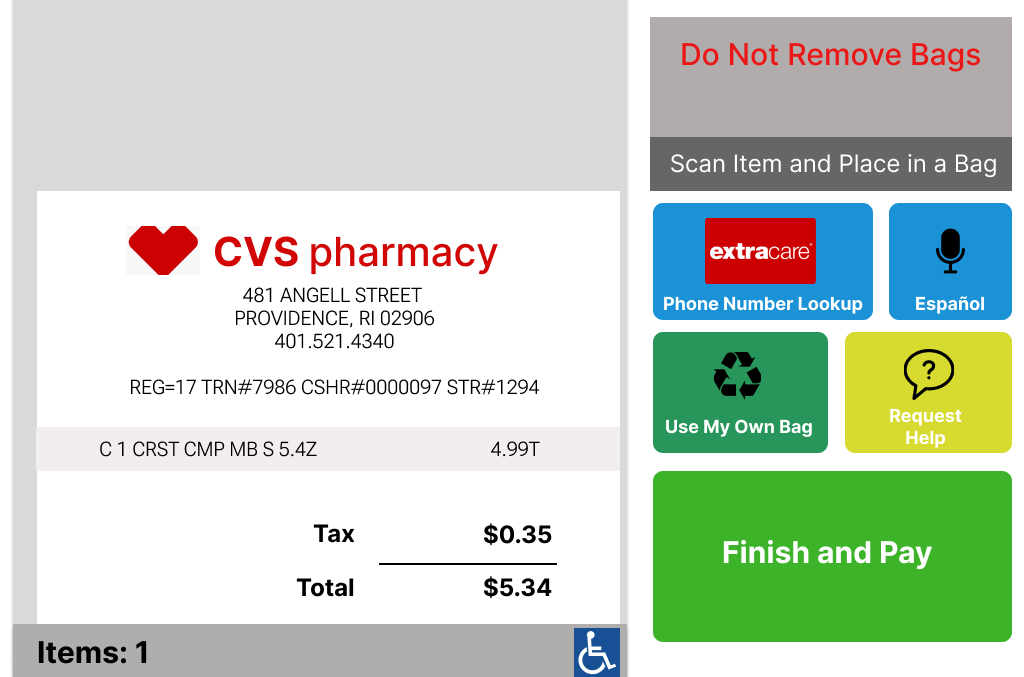 CVS pharmacy
481 ANGELL STREET
PROVIDENCE, RI 02906
401.521.4340
REG=17 TRN#7986 CSHR#0000097 STR#1294
C 1 CRST CMP MB S 5.4Z 4.99T
Tax $0.35
Total $5.34
Items: 1
Do Not Remove Bags
Scan Item and Place in a Bag
extracare
Phone Number Lookup
Español
Use My Own Bag
?
Request
Help
Finish and Pay